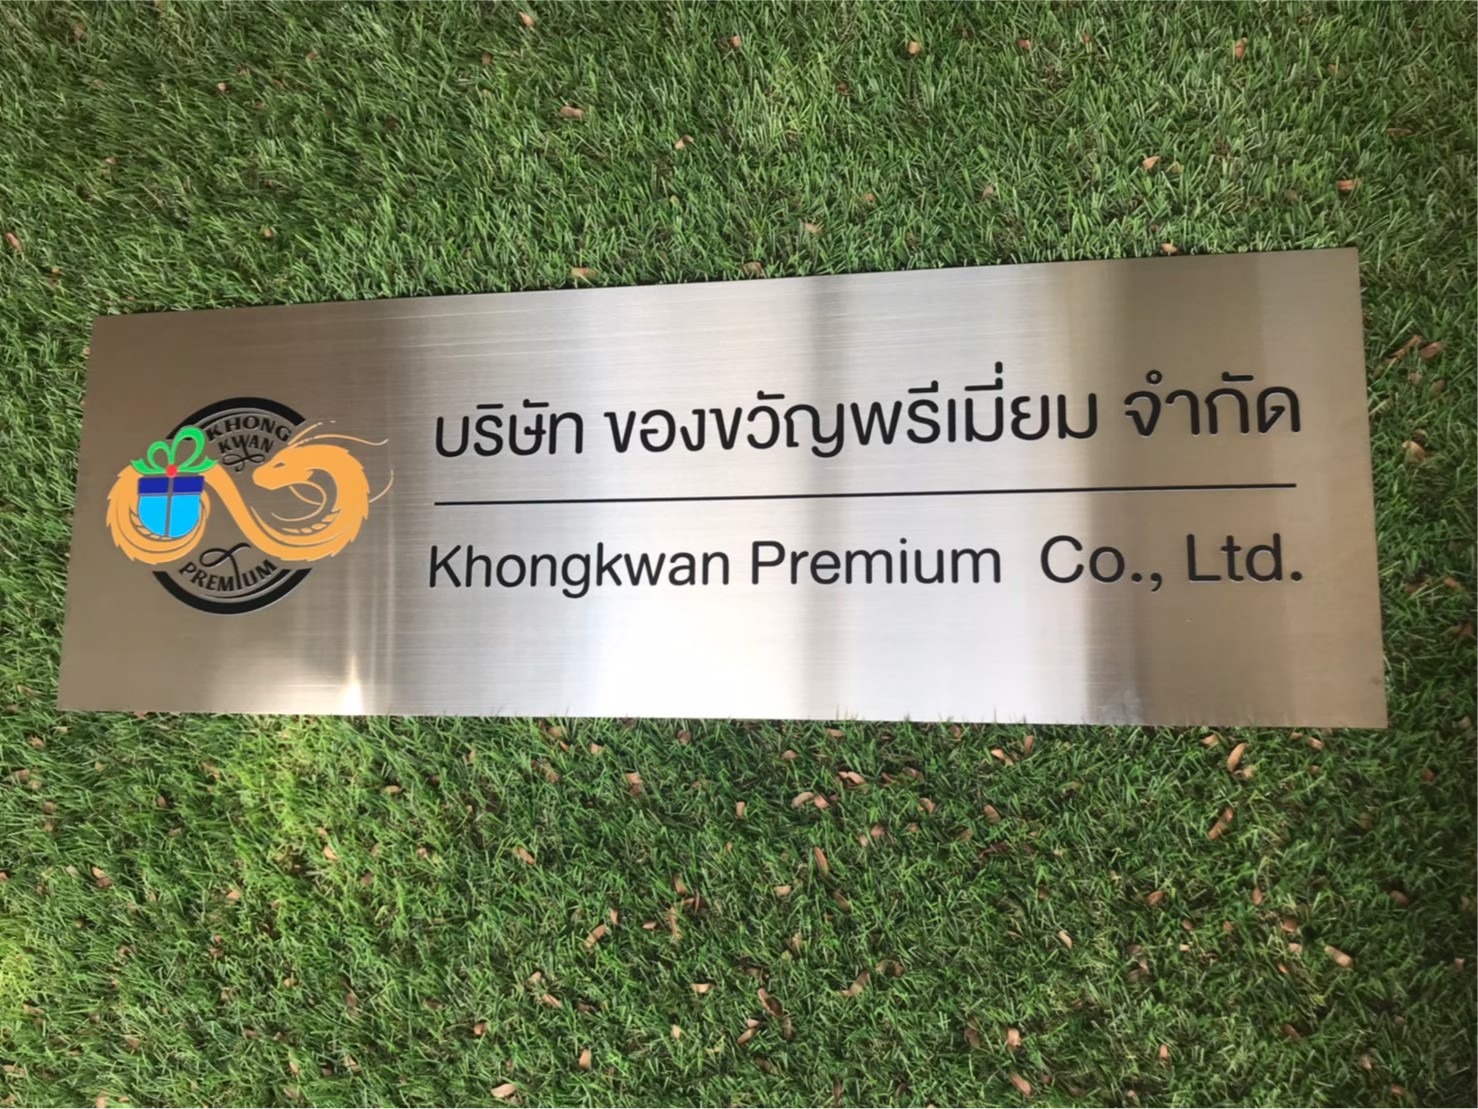 KHONG
KWAN
PREMIUM
บริษัท ของขวัญพรีเมี่ยม จำกัด
Khongkwan Premium Co., Ltd.